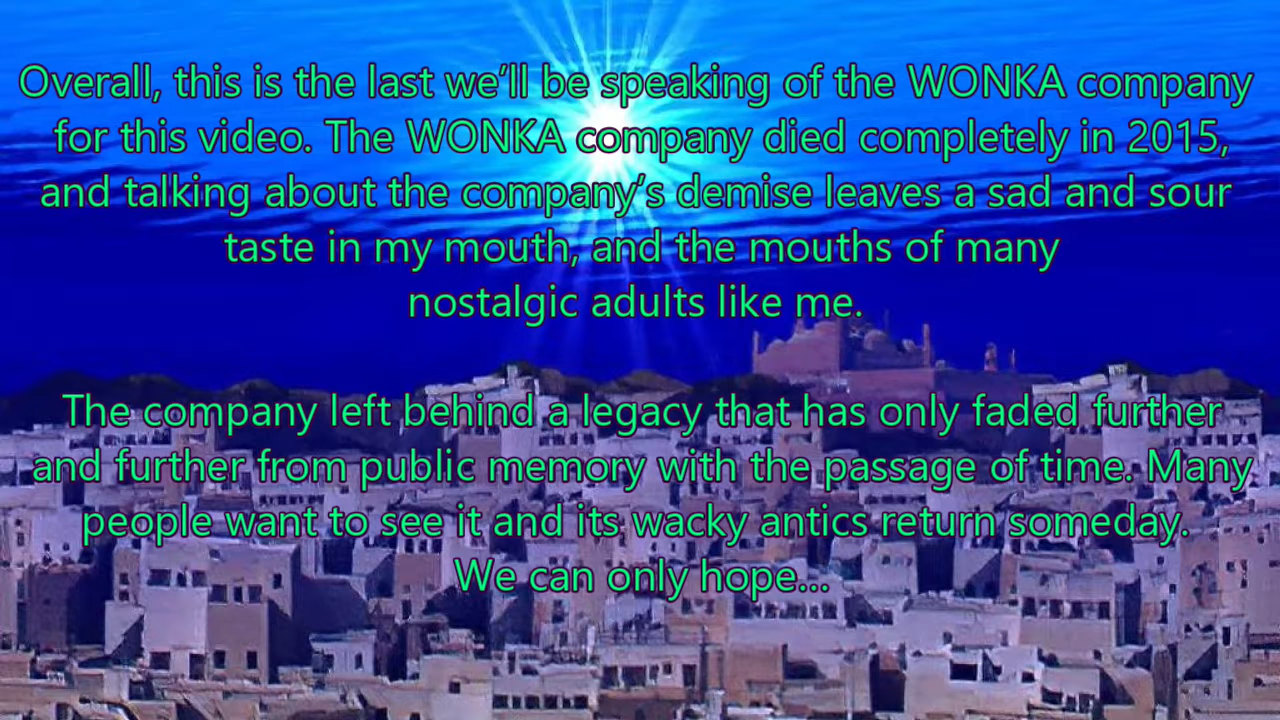 Overall, this is the last we’ll be speaking of the WONKA company
for this video. The WONKA company died completely in 2015,
and talking about the company’s demise leaves a sad and sour
taste in my mouth, and the mouths of many
nostalgic adults like me.
The company left behind a legacy that has only faded further
and further from public memory with the passage of time. Many
people want to see it and its wacky antics return someday.
We can only hope...